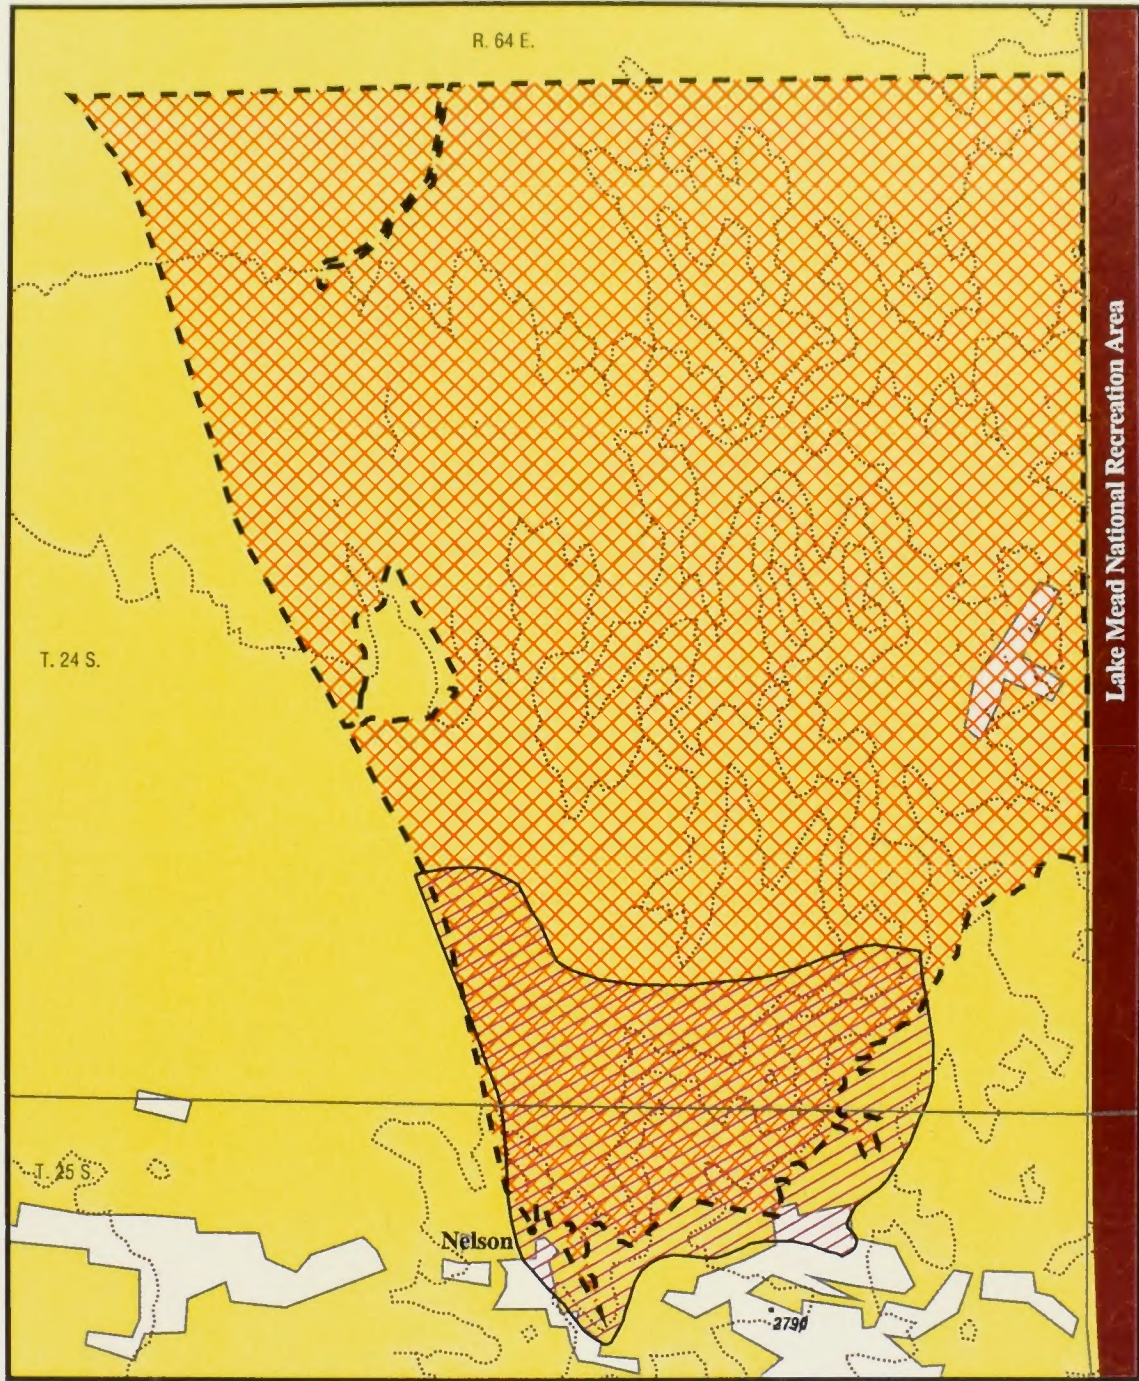 R. 64 E.
Lake Mead National Recreation Area
T. 24 S.
T. 25 S.
Nelson
2790